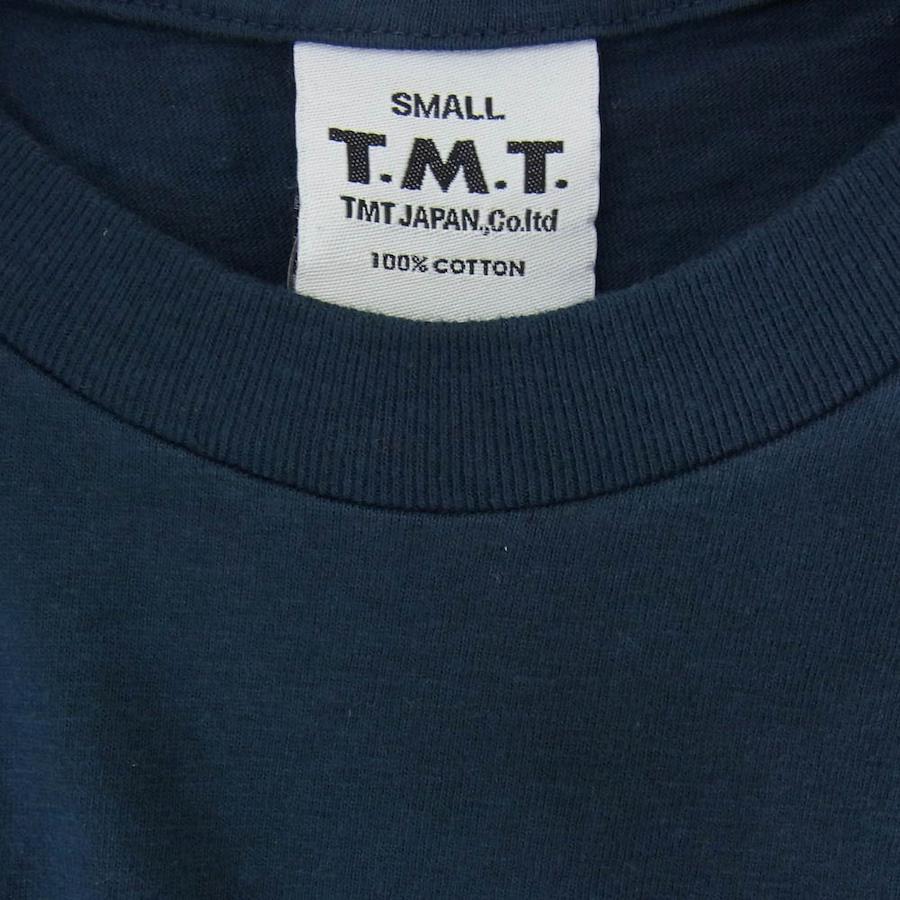 SMALL
T.M.T.
TMT JAPAN.,Co.ltd
100% COTTON